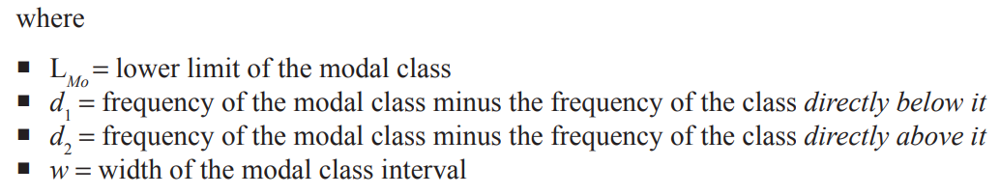 where
▪ L_Mo = lower limit of the modal class
▪ d_1 = frequency of the modal class minus the frequency of the class directly below it
▪ d_2 = frequency of the modal class minus the frequency of the class directly above it
▪ w = width of the modal class interval